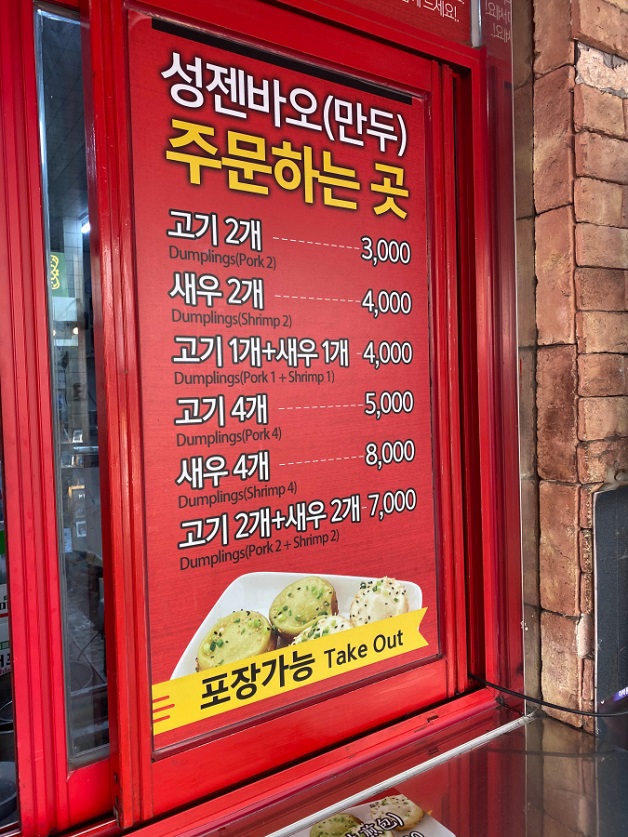 성젠바오(만두)
주문하는 곳
고기 2개 3,000
Dumplings(Pork 2)
새우 2개 4,000
Dumplings(Shrimp 2)
고기 1개+새우 1개 4,000
Dumplings(Pork 1 + Shrimp 1)
고기 4개 5,000
Dumplings(Pork 4)
새우 4개 8,000
Dumplings(Shrimp 4)
고기 2개+새우 2개 7,000
Dumplings(Pork 2 + Shrimp 2)
포장가능 Take Out